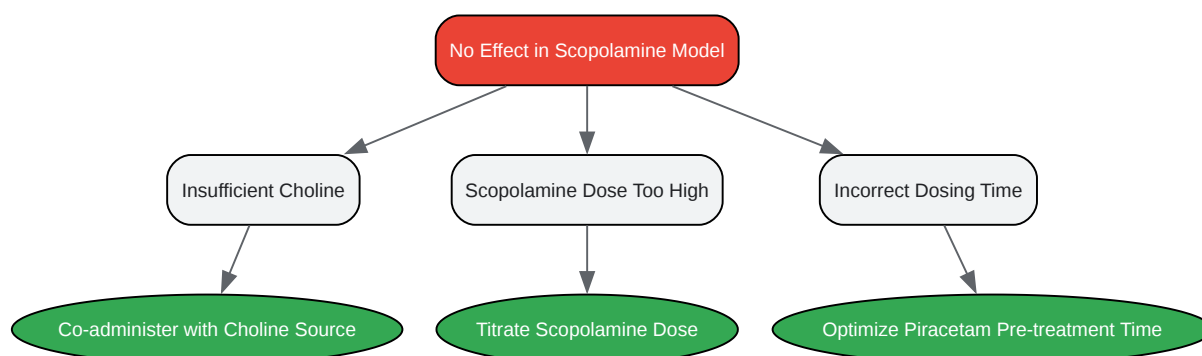 No Effect in Scopolamine Model
Insufficient Choline
Scopolamine Dose Too High
Incorrect Dosing Time
Co-administer with Choline Source
Titrate Scopolamine Dose
Optimize Piracetam Pre-treatment Time